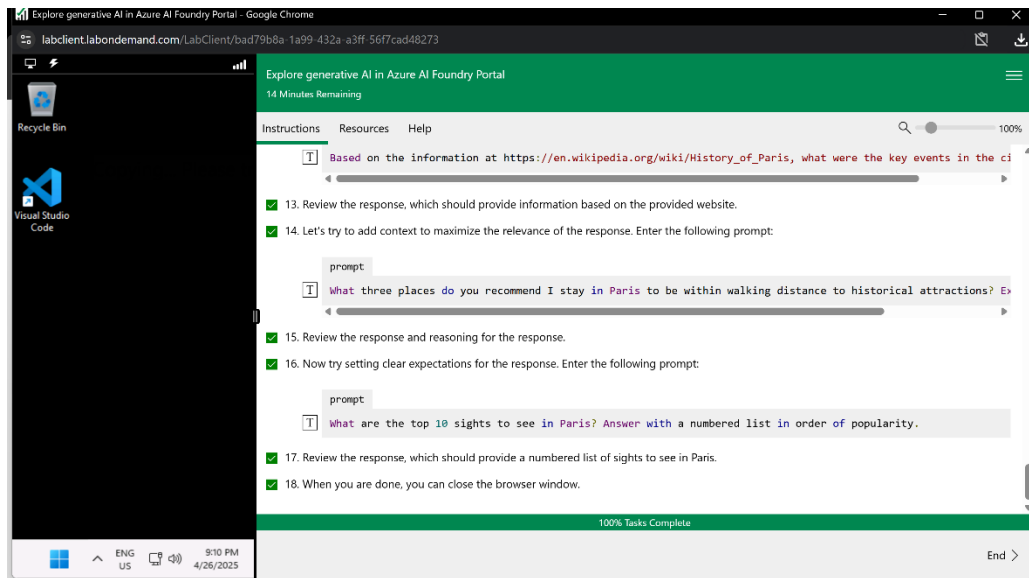 Explore generative AI in Azure AI Foundry Portal - Google Chrome
labclient.labondemand.com/LabClient/bad79b8a-1a99-432a-a3ff-56f7cad48273
Recycle Bin
Visual Studio
Code
ENG
US
9:10 PM
4/26/2025
Explore generative AI in Azure AI Foundry Portal
14 Minutes Remaining
Instructions Resources Help
100%
T Based on the information at https://en.wikipedia.org/wiki/History_of_Paris, what were the key events in the ci
13. Review the response, which should provide information based on the provided website.
14. Let's try to add context to maximize the relevance of the response. Enter the following prompt:
prompt
T What three places do you recommend I stay in Paris to be within walking distance to historical attractions? Ex
15. Review the response and reasoning for the response.
16. Now try setting clear expectations for the response. Enter the following prompt:
prompt
T What are the top 10 sights to see in Paris? Answer with a numbered list in order of popularity.
17. Review the response, which should provide a numbered list of sights to see in Paris.
18. When you are done, you can close the browser window.
100% Tasks Complete
End